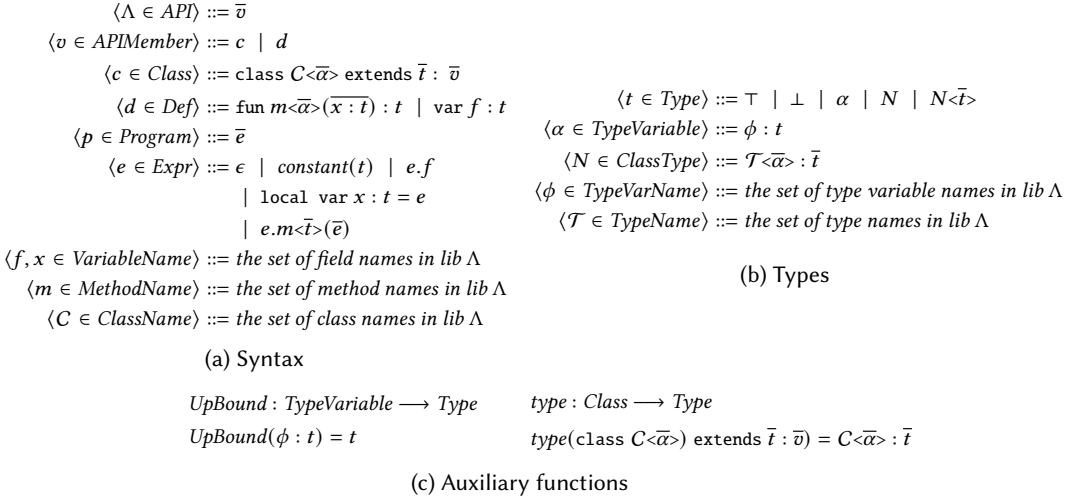 ⟨Λ ∈ API⟩ ::= v̅
⟨v ∈ APIMember⟩ ::= c | d
⟨c ∈ Class⟩ ::= class C<α̅> extends t̅ : v̅
⟨d ∈ Def⟩ ::= fun m<α̅>(x̅ ̅:̅ ̅t̅) : t | var f : t
⟨p ∈ Program⟩ ::= e̅
⟨e ∈ Expr⟩ ::= ϵ | constant(t) | e.f
| local var x : t = e
| e.m<t̅>(e̅)
⟨f, x ∈ VariableName⟩ ::= the set of field names in lib Λ
⟨m ∈ MethodName⟩ ::= the set of method names in lib Λ
⟨C ∈ ClassName⟩ ::= the set of class names in lib Λ
(a) Syntax
⟨t ∈ Type⟩ ::= ⊤ | ⊥ | α | N | N<t̅>
⟨α ∈ TypeVariable⟩ ::= ϕ : t
⟨N ∈ ClassType⟩ ::= 𝒯<α̅> : t̅
⟨ϕ ∈ TypeVarName⟩ ::= the set of type variable names in lib Λ
⟨𝒯 ∈ TypeName⟩ ::= the set of type names in lib Λ
(b) Types
UpBound : TypeVariable ⟶ Type
UpBound(ϕ : t) = t
type : Class ⟶ Type
type(class C<α̅>) extends t̅ : v̅) = C<α̅> : t̅
(c) Auxiliary functions